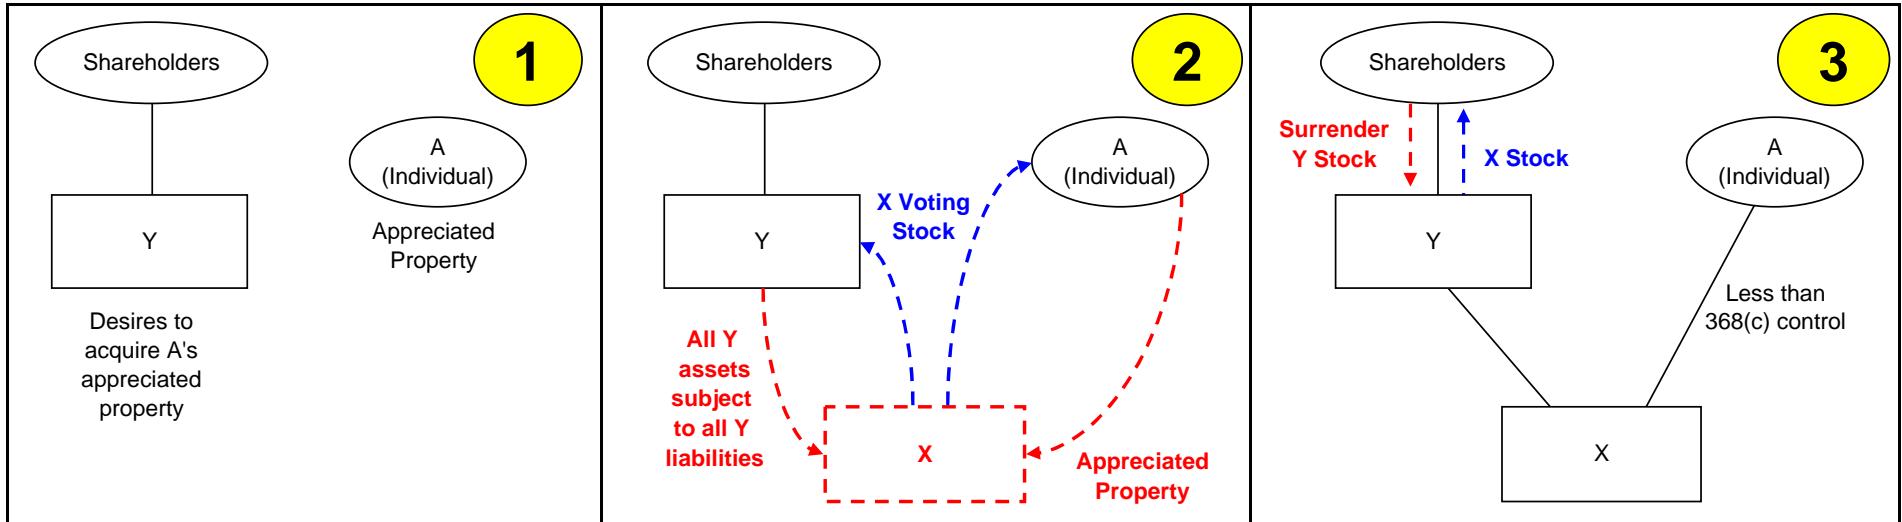 1
Shareholders
A
(Individual)
Appreciated
Property
Y
Desires to
acquire A's
appreciated
property
2
Shareholders
A
(Individual)
X Voting
Stock
Y
All Y
assets
subject
to all Y
liabilities
X
Appreciated
Property
3
Shareholders
Surrender
Y Stock
X Stock
A
(Individual)
Y
Less than
368(c) control
X